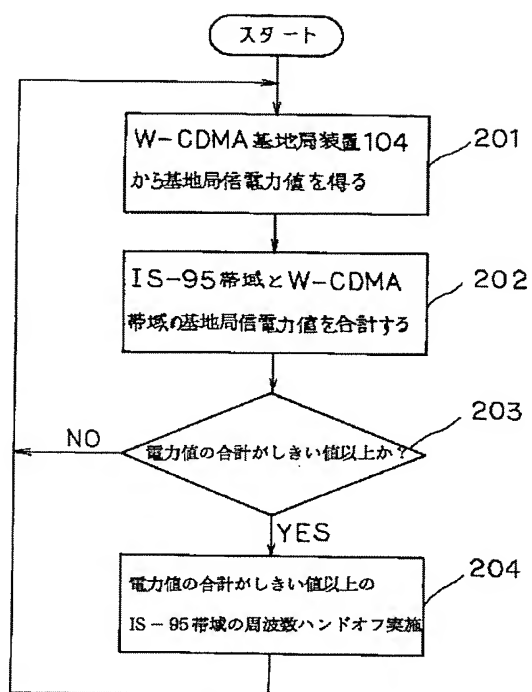 スタート
W-CDMA基地局装置104
から基地局信電力値を得る
201
IS-95帯域とW-CDMA
帯域の基地局信電力値を合計する
202
203
NO
電力値の合計がしきい値以上か?
YES
204
電力値の合計がしきい値以上の
IS-95帯域の周波数ハンドオフ実施